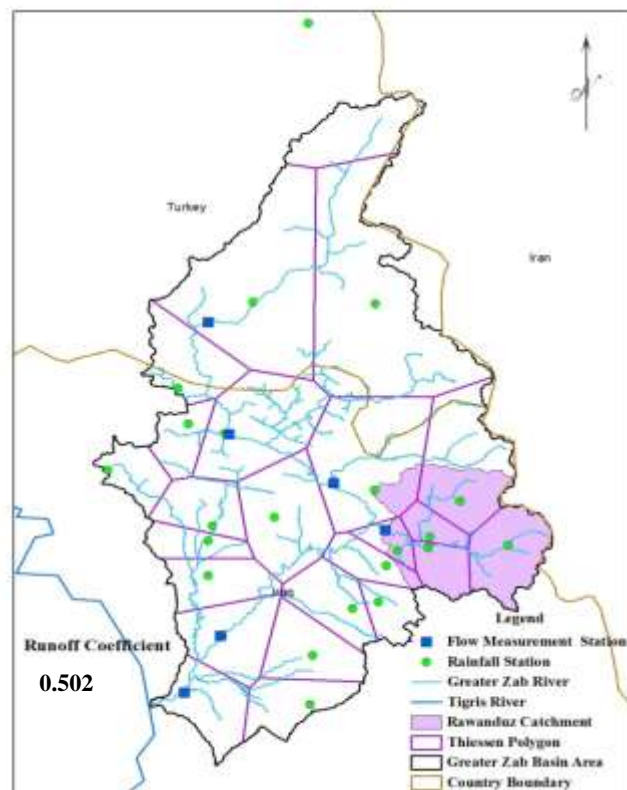 Turkey
Iran
Iraq
Runoff Coefficient
0.502
Legend
Flow Measurement Station
Rainfall Station
Greater Zab River
Tigris River
Rawanduz Catchment
Thiessen Polygon
Greater Zab Basin Area
Country Boundary